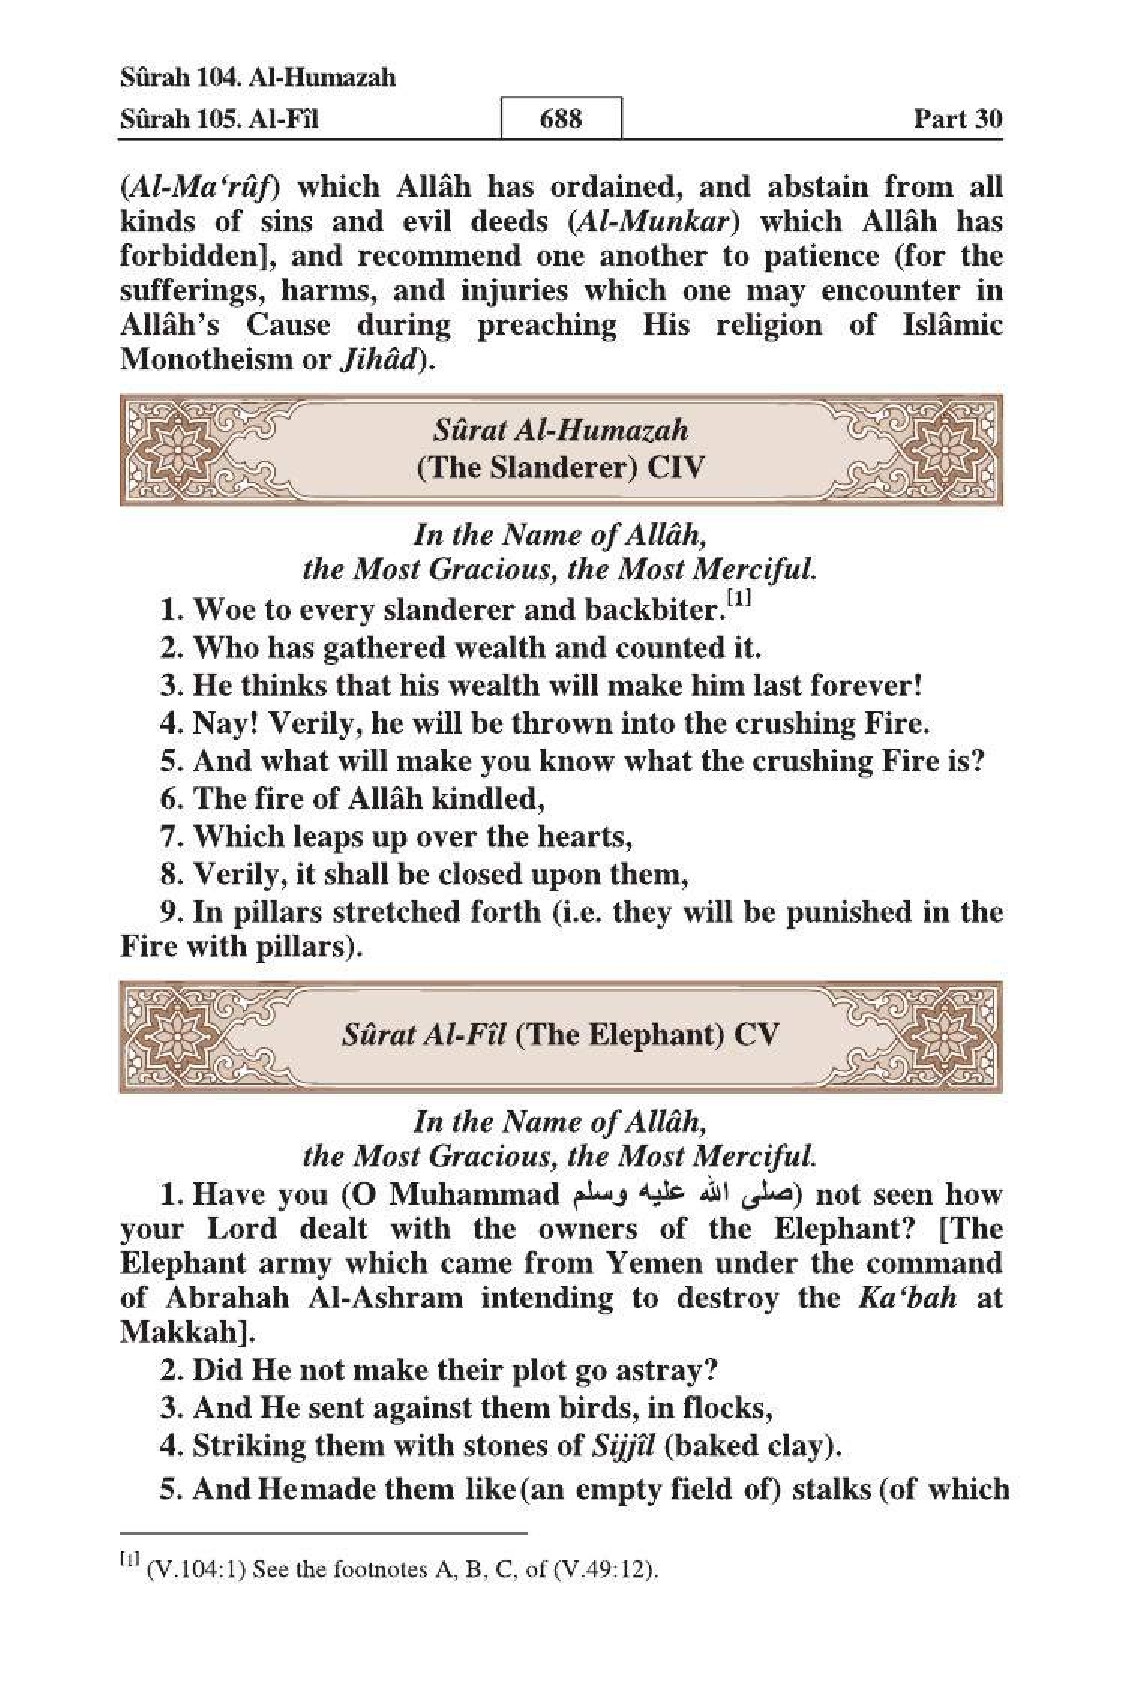 Sûrah 104. Al-Humazah
Sûrah 105. Al-Fîl 688 Part 30
(Al-Ma‘rûf) which Allâh has ordained, and abstain from all
kinds of sins and evil deeds (Al-Munkar) which Allâh has
forbidden], and recommend one another to patience (for the
sufferings, harms, and injuries which one may encounter in
Allâh’s Cause during preaching His religion of Islâmic
Monotheism or Jihâd).
Sûrat Al-Humazah
(The Slanderer) CIV
In the Name of Allâh,
the Most Gracious, the Most Merciful.
1. Woe to every slanderer and backbiter.[1]
2. Who has gathered wealth and counted it.
3. He thinks that his wealth will make him last forever!
4. Nay! Verily, he will be thrown into the crushing Fire.
5. And what will make you know what the crushing Fire is?
6. The fire of Allâh kindled,
7. Which leaps up over the hearts,
8. Verily, it shall be closed upon them,
9. In pillars stretched forth (i.e. they will be punished in the
Fire with pillars).
Sûrat Al-Fîl (The Elephant) CV
In the Name of Allâh,
the Most Gracious, the Most Merciful.
1. Have you (O Muhammad صلى الله عليه وسلم) not seen how
your Lord dealt with the owners of the Elephant? [The
Elephant army which came from Yemen under the command
of Abrahah Al-Ashram intending to destroy the Ka‘bah at
Makkah].
2. Did He not make their plot go astray?
3. And He sent against them birds, in flocks,
4. Striking them with stones of Sijjîl (baked clay).
5. And He made them like (an empty field of) stalks (of which
[1] (V.104:1) See the footnotes A, B, C, of (V.49:12).